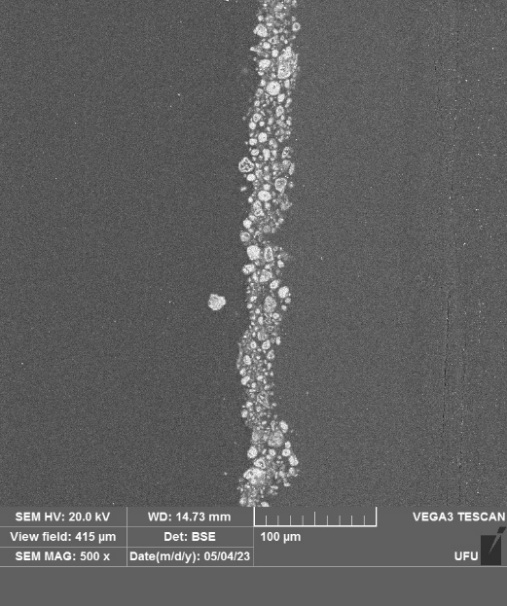 SEM HV: 20.0 kV WD: 14.73 mm VEGA3 TESCAN
View field: 415 µm Det: BSE 100 µm
SEM MAG: 500 x Date(m/d/y): 05/04/23 UFU